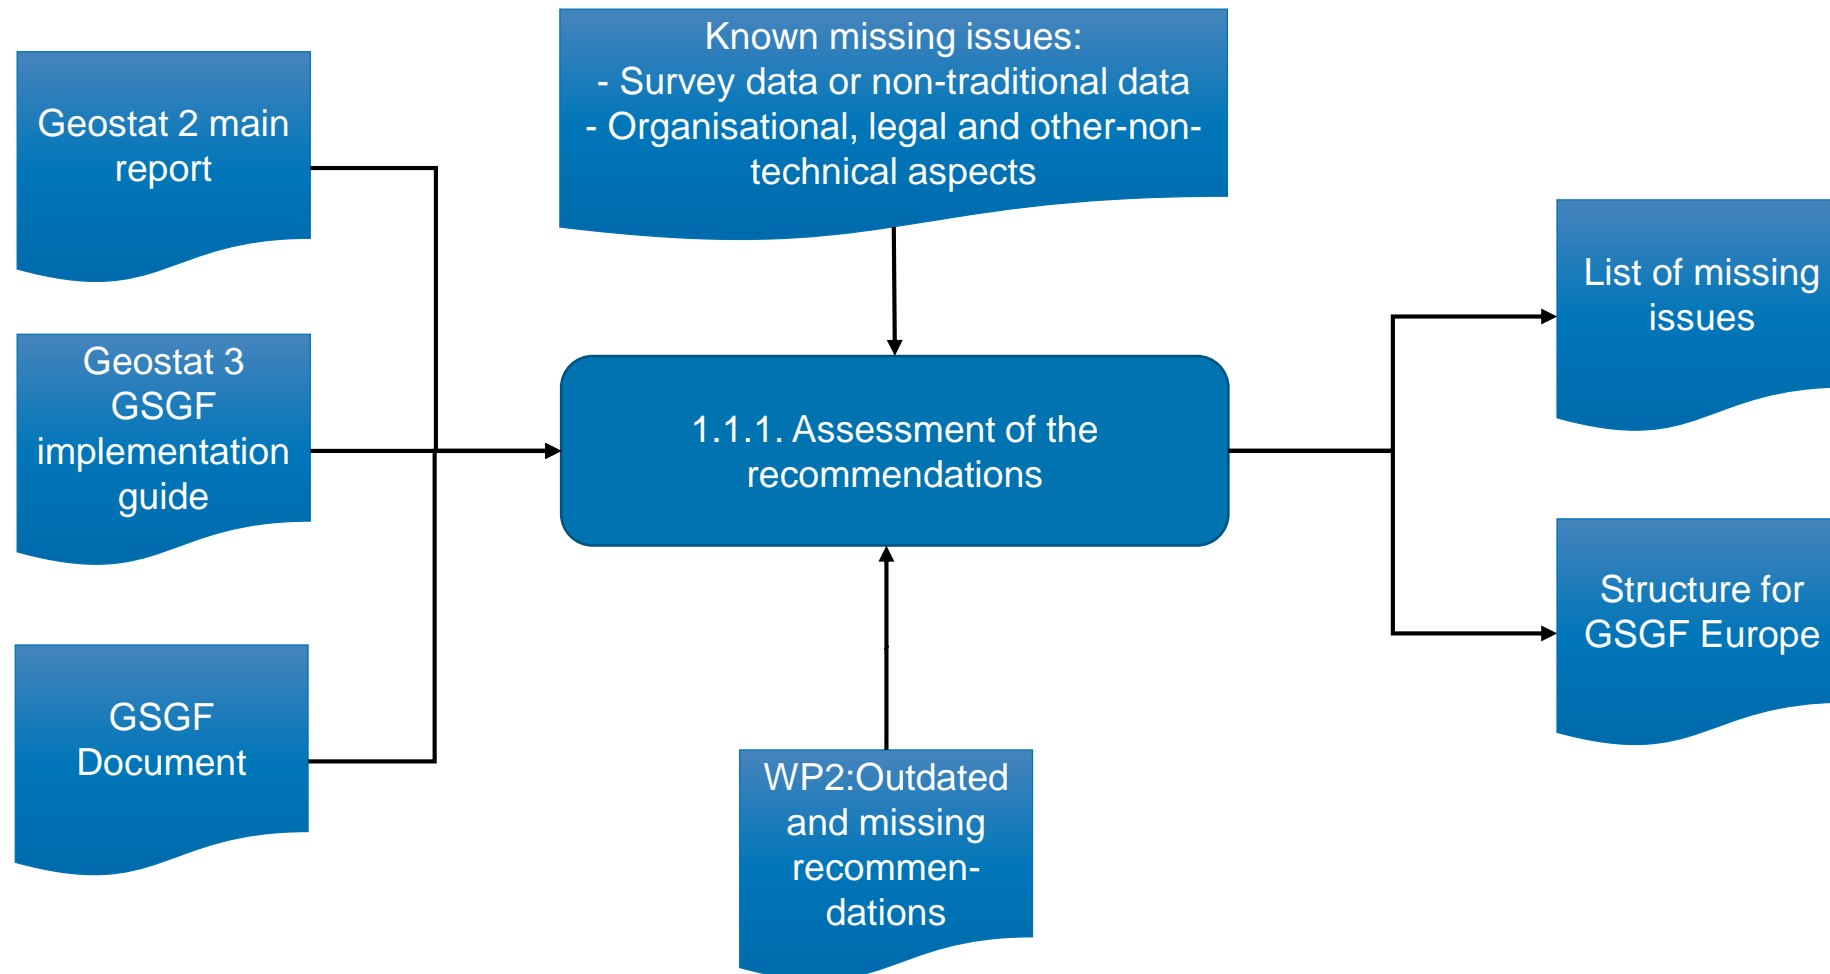 Geostat 2 main
report
Geostat 3
GSGF
implementation
guide
GSGF
Document
Known missing issues:
- Survey data or non-traditional data
- Organisational, legal and other-non-
technical aspects
1.1.1. Assessment of the
recommendations
WP2:Outdated
and missing
recommen-
dations
List of missing
issues
Structure for
GSGF Europe